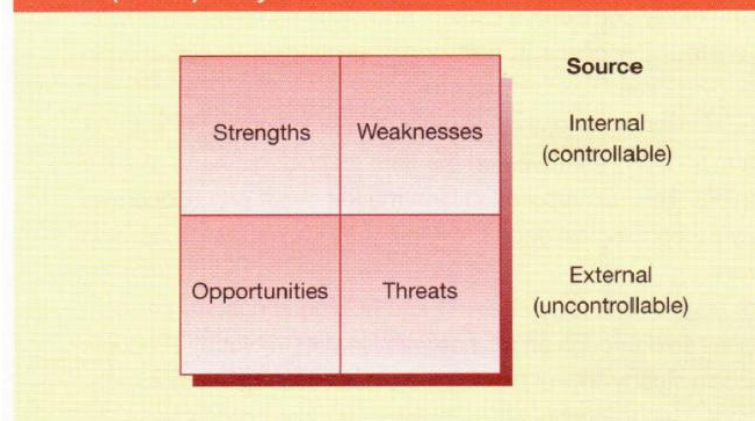 Source
Strengths Weaknesses Internal
(controllable)
Opportunities Threats External
(uncontrollable)